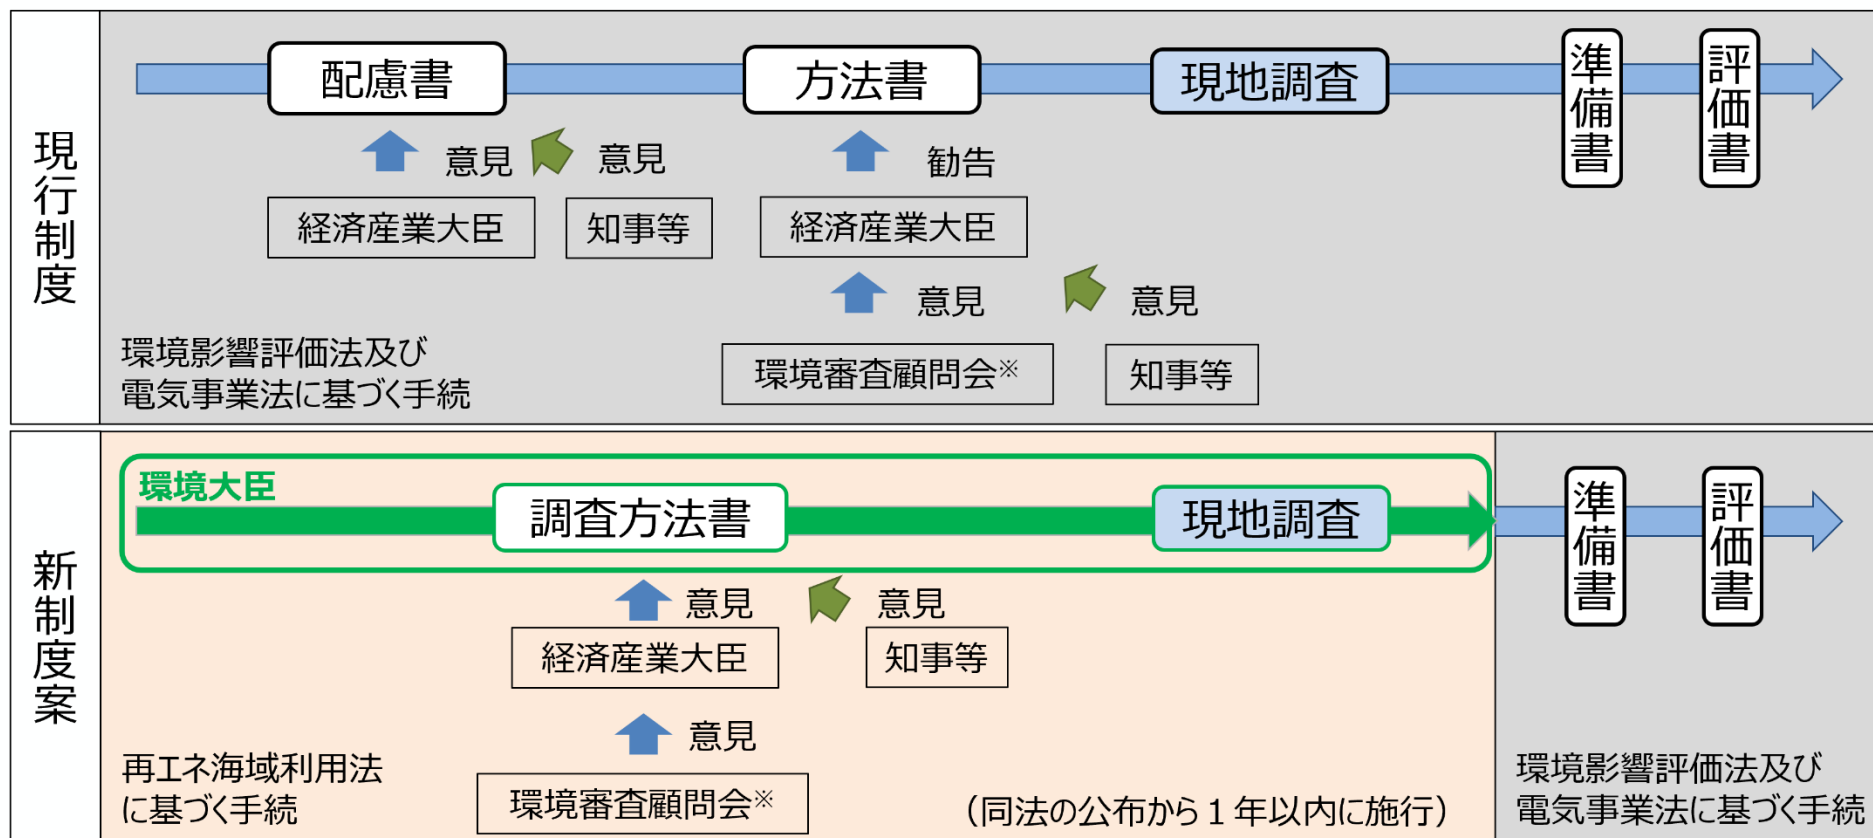 現行制度
配慮書
方法書
現地調査
準備書
評価書
意見
意見
勧告
経済産業大臣
知事等
経済産業大臣
意見
意見
環境影響評価法及び
電気事業法に基づく手続
環境審査顧問会※
知事等
新制度案
環境大臣
調査方法書
現地調査
準備書
評価書
意見
意見
経済産業大臣
知事等
意見
再エネ海域利用法
に基づく手続
環境審査顧問会※
（同法の公布から１年以内に施行）
環境影響評価法及び
電気事業法に基づく手続